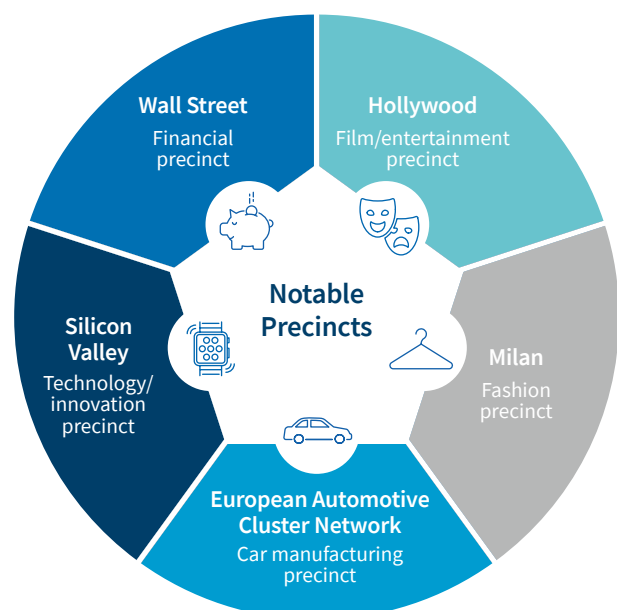 Wall Street
Financial
precinct
Hollywood
Film/entertainment
precinct
Notable
Precincts
Silicon
Valley
Technology/
innovation
precinct
Milan
Fashion
precinct
European Automotive
Cluster Network
Car manufacturing
precinct